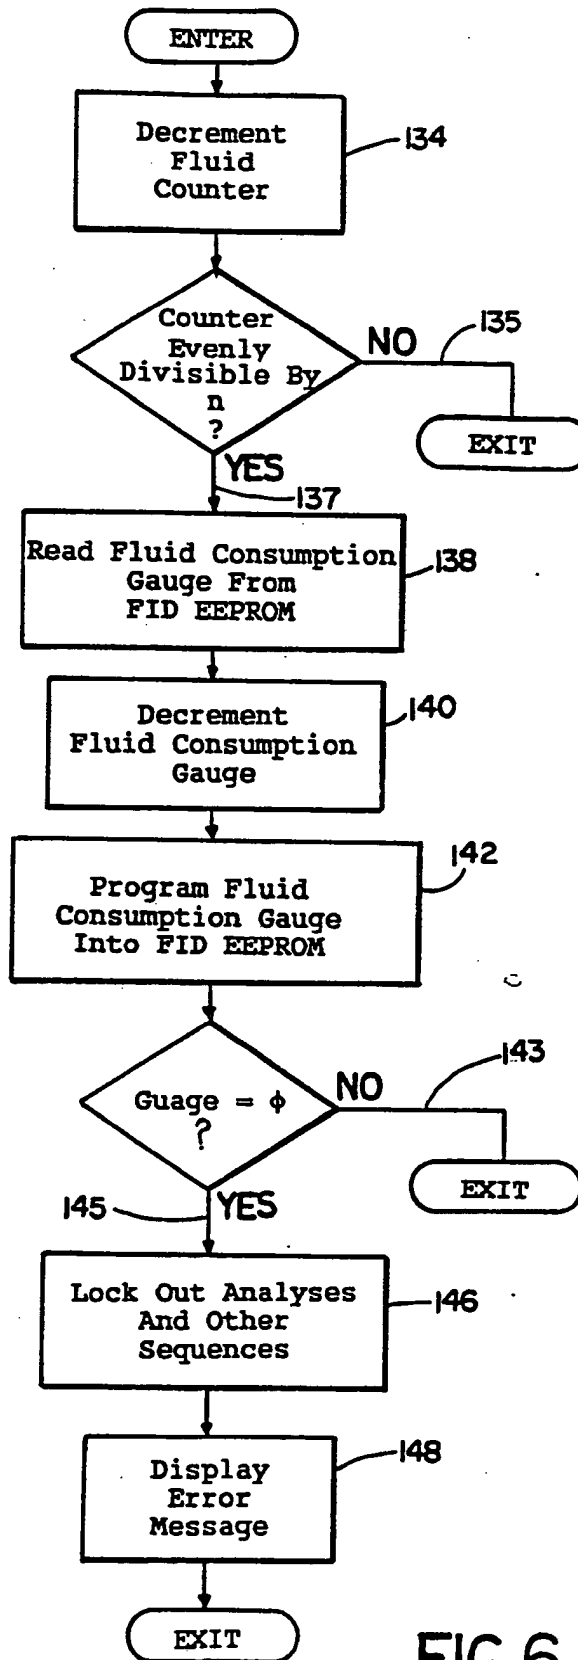 ENTER
Decrement
Fluid
Counter
134
Counter
Evenly
Divisible By
n
?
NO
135
EXIT
YES
137
Read Fluid Consumption
Gauge From
FID EEPROM
138
Decrement
Fluid Consumption
Gauge
140
Program Fluid
Consumption Gauge
Into FID EEPROM
142
Guage = ϕ
?
NO
143
EXIT
145
YES
Lock Out Analyses
And Other
Sequences
146
Display
Error
Message
148
EXIT
FIG.6